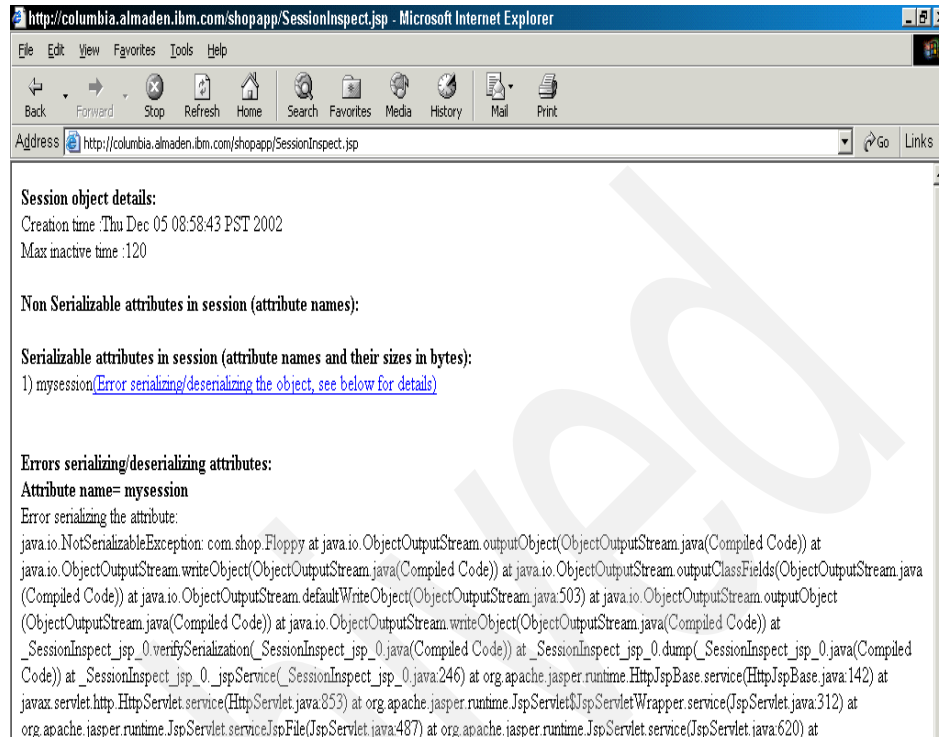 http://columbia.almaden.ibm.com/shopapp/SessionInspect.jsp - Microsoft Internet Explorer
File Edit View Favorites Tools Help
Back Forward Stop Refresh Home Search Favorites Media History Mail Print
Address http://columbia.almaden.ibm.com/shopapp/SessionInspect.jsp Go Links
Session object details:
Creation time :Thu Dec 05 08:58:43 PST 2002
Max inactive time :120
Non Serializable attributes in session (attribute names):
Serializable attributes in session (attribute names and their sizes in bytes):
1) mysession(Error serializing/deserializing the object, see below for details)
Errors serializing/deserializing attributes:
Attribute name= mysession
Error serializing the attribute:
java.io.NotSerializableException: com.shop.Floppy at java.io.ObjectOutputStream.outputObject(ObjectOutputStream.java(Compiled Code)) at
java.io.ObjectOutputStream.writeObject(ObjectOutputStream.java(Compiled Code)) at java.io.ObjectOutputStream.outputClassFields(ObjectOutputStream.java
(Compiled Code)) at java.io.ObjectOutputStream.defaultWriteObject(ObjectOutputStream.java:503) at java.io.ObjectOutputStream.outputObject
(ObjectOutputStream.java(Compiled Code)) at java.io.ObjectOutputStream.writeObject(ObjectOutputStream.java(Compiled Code)) at
_SessionInspect_jsp_0.verifySerialization(_SessionInspect_jsp_0.java(Compiled Code)) at _SessionInspect_jsp_0.dump(_SessionInspect_jsp_0.java(Compiled
Code)) at _SessionInspect_jsp_0._jspService(_SessionInspect_jsp_0.java:246) at org.apache.jasper.runtime.HttpJspBase.service(HttpJspBase.java:142) at
javax.servlet.http.HttpServlet.service(HttpServlet.java:853) at org.apache.jasper.runtime.JspServlet$JspServletWrapper.service(JspServlet.java:312) at
org.apache.jasper.runtime.JspServlet.serviceJspFile(JspServlet.java:487) at org.apache.jasper.runtime.JspServlet.service(JspServlet.java:620) at